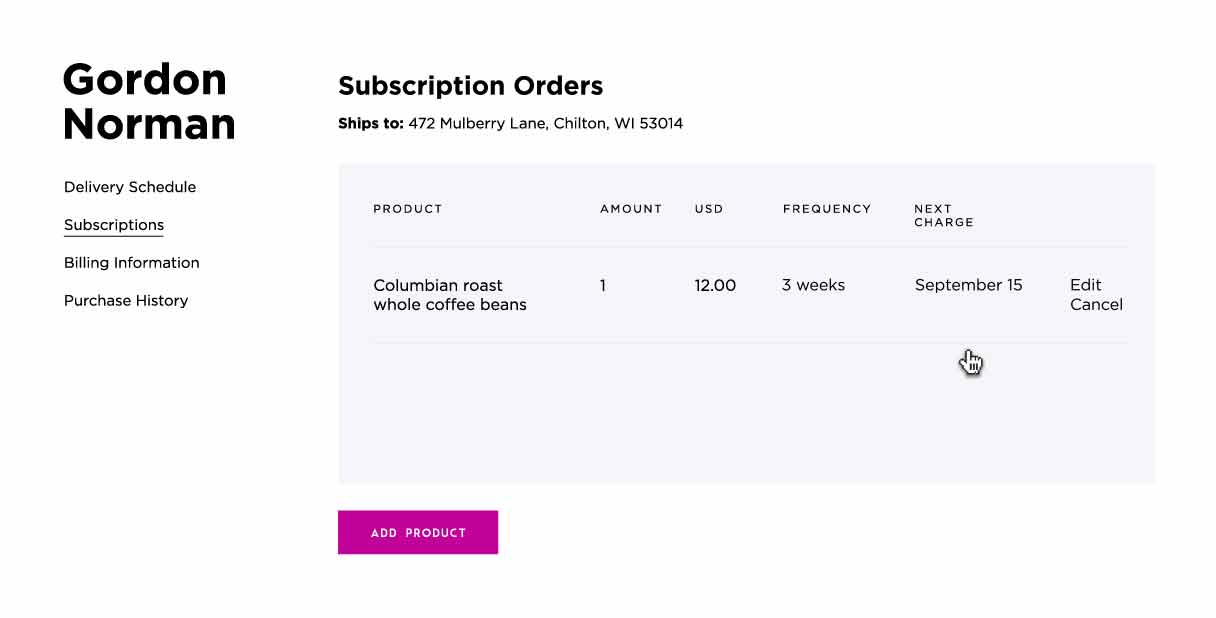 Gordon
Norman
Delivery Schedule
Subscriptions
Billing Information
Purchase History
Subscription Orders
Ships to: 472 Mulberry Lane, Chilton, WI 53014
PRODUCT AMOUNT USD FREQUENCY NEXT
CHARGE
Columbian roast 1 12.00 3 weeks September 15 Edit
whole coffee beans Cancel
ADD PRODUCT